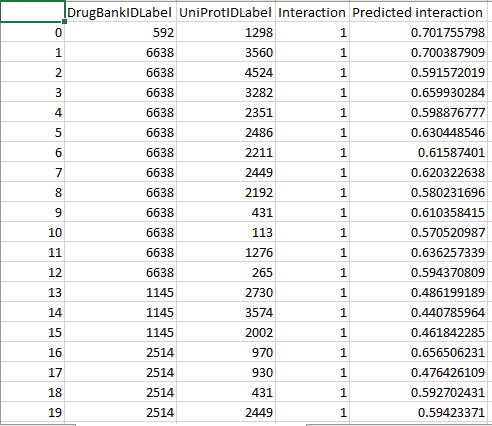 DrugBankIDLabel UniProtIDLabel Interaction Predicted interaction
0 592 1298 1 0.701755798
1 6638 3560 1 0.700387909
2 6638 4524 1 0.591572019
3 6638 3282 1 0.659930284
4 6638 2351 1 0.598876777
5 6638 2486 1 0.630448546
6 6638 2211 1 0.61587401
7 6638 2449 1 0.620322638
8 6638 2192 1 0.580231696
9 6638 431 1 0.610358415
10 6638 113 1 0.570520987
11 6638 1276 1 0.636257339
12 6638 265 1 0.594370809
13 1145 2730 1 0.486199189
14 1145 3574 1 0.440785964
15 1145 2002 1 0.461842285
16 2514 970 1 0.656506231
17 2514 930 1 0.476426109
18 2514 431 1 0.592702431
19 2514 2449 1 0.59423371